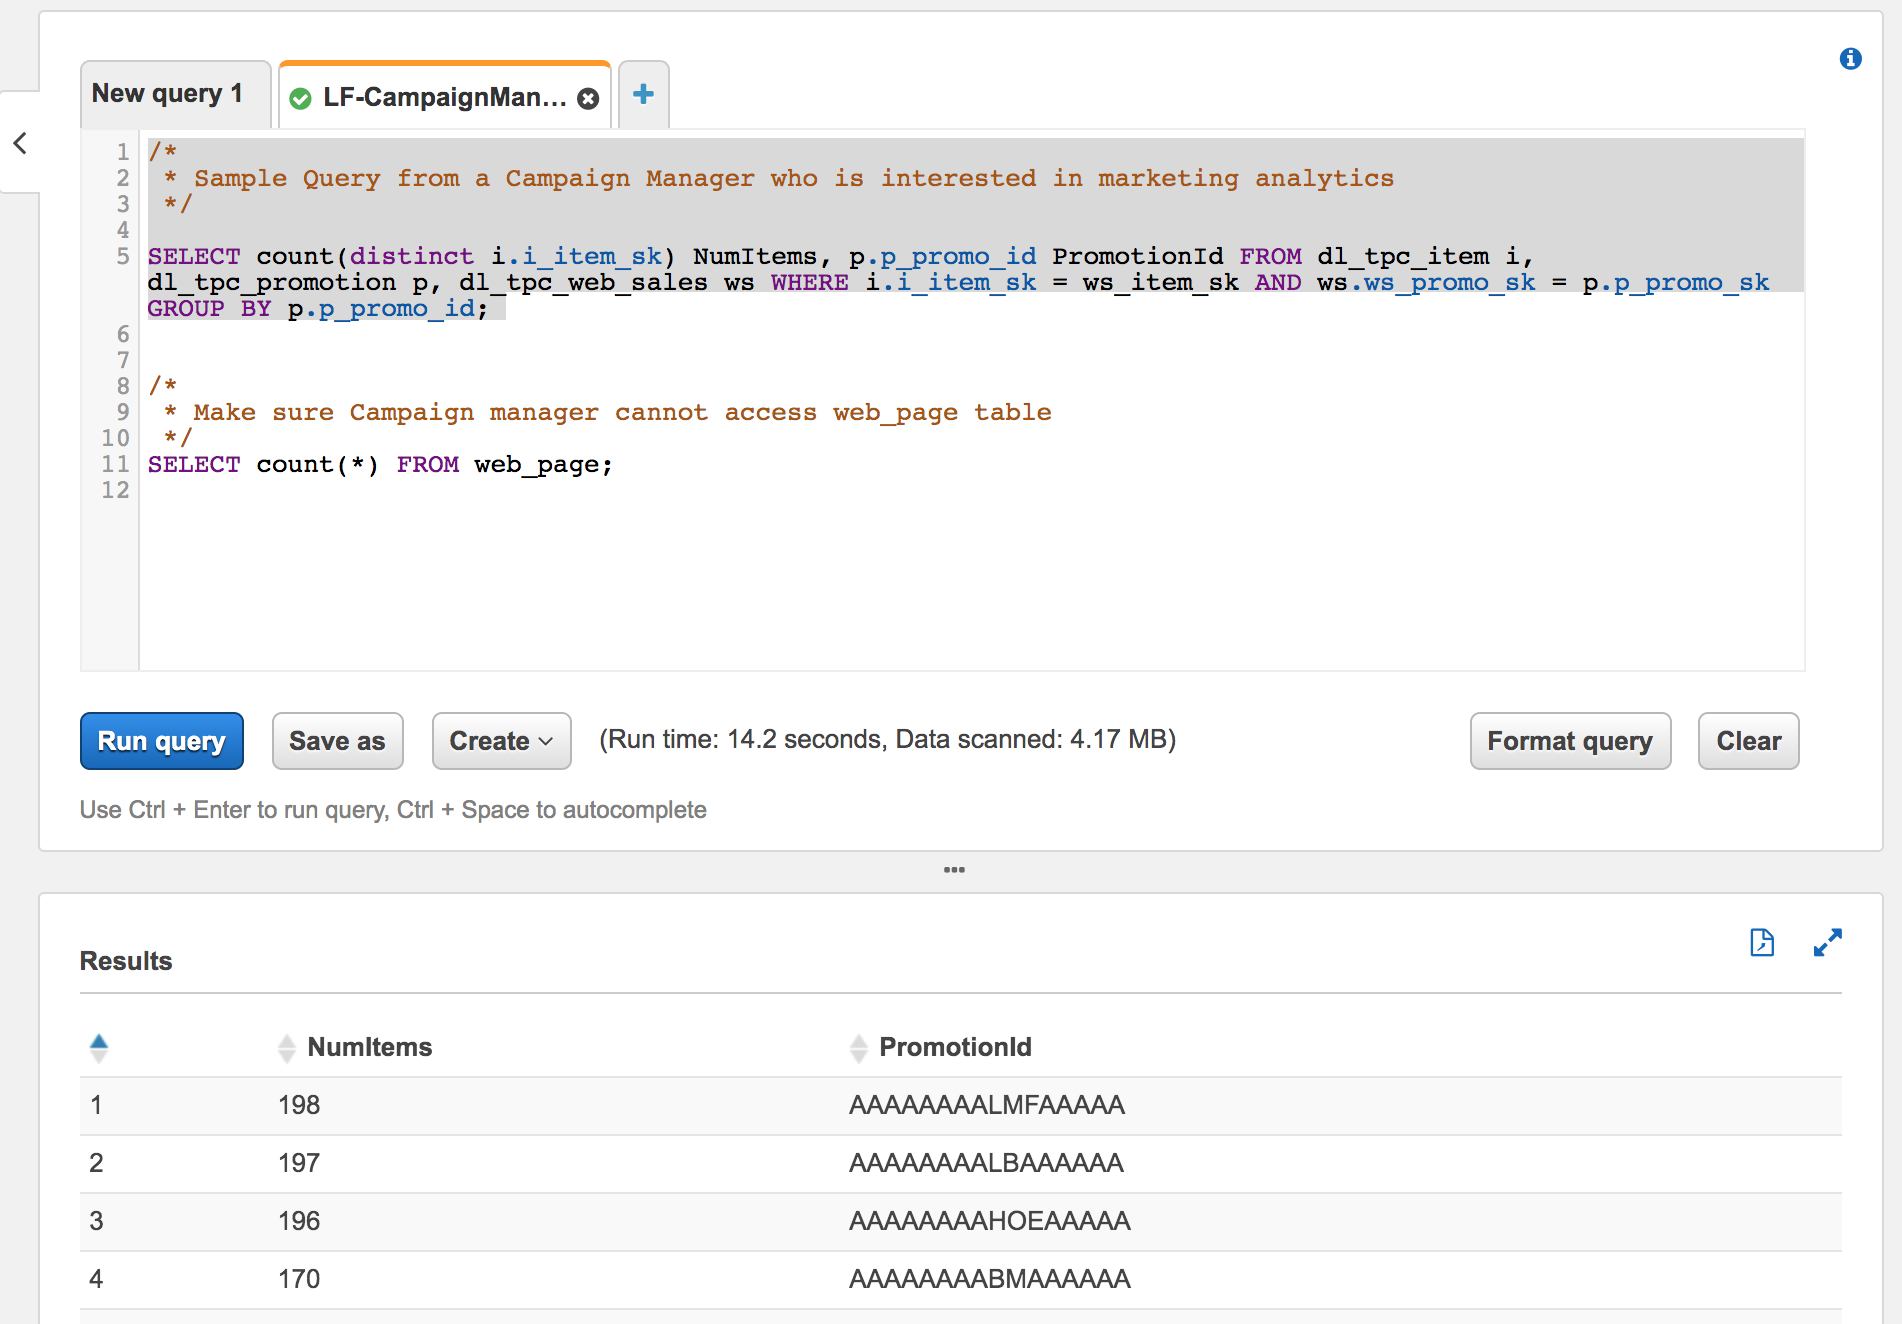 New query 1
LF-CampaignMan...
+
1 /*
2  * Sample Query from a Campaign Manager who is interested in marketing analytics
3  */
4
5 SELECT count(distinct i.i_item_sk) NumItems, p.p_promo_id PromotionId FROM dl_tpc_item i,
dl_tpc_promotion p, dl_tpc_web_sales ws WHERE i.i_item_sk = ws_item_sk AND ws.ws_promo_sk = p.p_promo_sk
GROUP BY p.p_promo_id;
6
7
8 /*
9  * Make sure Campaign manager cannot access web_page table
10  */
11 SELECT count(*) FROM web_page;
12
Run query
Save as
Create
(Run time: 14.2 seconds, Data scanned: 4.17 MB)
Format query
Clear
Use Ctrl + Enter to run query, Ctrl + Space to autocomplete
Results
NumItems PromotionId
1 198 AAAAAAAALMFAAAAA
2 197 AAAAAAAALBAAAAAA
3 196 AAAAAAAAHOEAAAAA
4 170 AAAAAAAABMAAAAAA